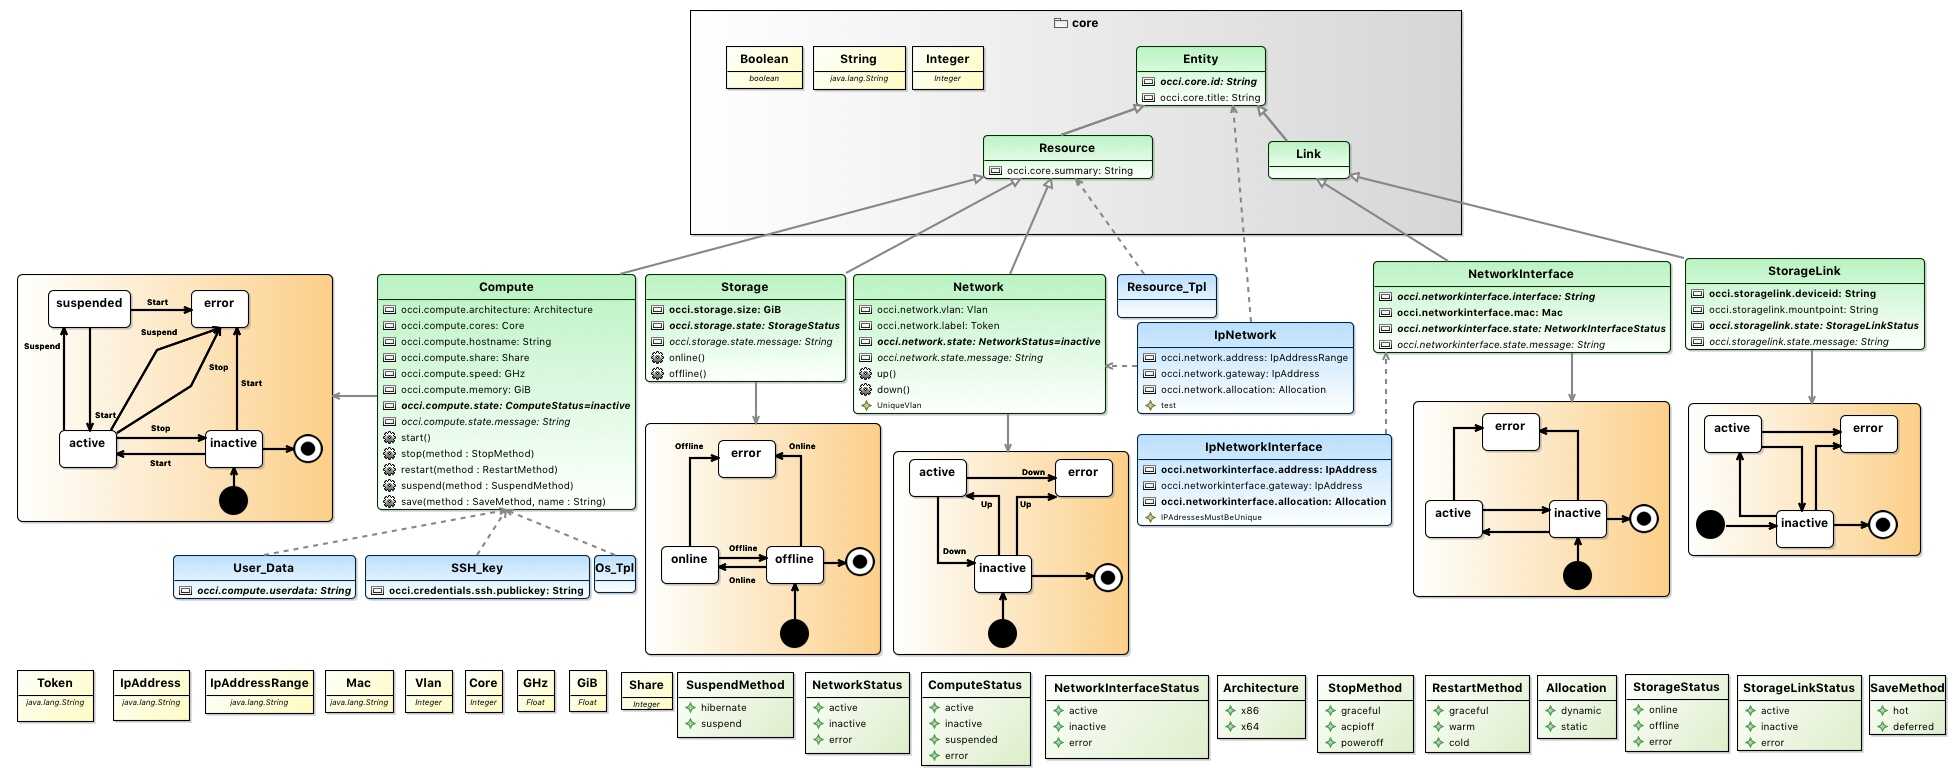 core
Boolean
boolean
String
java.lang.String
Integer
Integer
Entity
occi.core.id: String
occi.core.title: String
Resource
occi.core.summary: String
Link
suspended
error
Start
Suspend
Suspend
Stop
Start
Start
active
Stop
Start
inactive
Compute
occi.compute.architecture: Architecture
occi.compute.cores: Core
occi.compute.hostname: String
occi.compute.share: Share
occi.compute.speed: GHz
occi.compute.memory: GiB
occi.compute.state: ComputeStatus=inactive
occi.compute.state.message: String
start()
stop(method : StopMethod)
restart(method : RestartMethod)
suspend(method : SuspendMethod)
save(method : SaveMethod, name : String)
Storage
occi.storage.size: GiB
occi.storage.state: StorageStatus
occi.storage.state.message: String
online()
offline()
Network
occi.network.vlan: Vlan
occi.network.label: Token
occi.network.state: NetworkStatus=inactive
occi.network.state.message: String
up()
down()
UniqueVlan
Resource_Tpl
IpNetwork
occi.network.address: IpAddressRange
occi.network.gateway: IpAddress
occi.network.allocation: Allocation
test
IpNetworkInterface
occi.networkinterface.address: IpAddress
occi.networkinterface.gateway: IpAddress
occi.networkinterface.allocation: Allocation
IPAdressesMustBeUnique
NetworkInterface
occi.networkinterface.interface: String
occi.networkinterface.mac: Mac
occi.networkinterface.state: NetworkInterfaceStatus
occi.networkinterface.state.message: String
StorageLink
occi.storagelink.deviceid: String
occi.storagelink.mountpoint: String
occi.storagelink.state: StorageLinkStatus
occi.storagelink.state.message: String
User_Data
occi.compute.userdata: String
SSH_key
occi.credentials.ssh.publickey: String
Os_Tpl
Offline
error
Online
online
Offline
Online
offline
active
Down
error
Up
Up
Down
inactive
error
active
inactive
active
error
inactive
Token
java.lang.String
IpAddress
java.lang.String
IpAddressRange
java.lang.String
Mac
java.lang.String
Vlan
Integer
Core
Integer
GHz
Float
GiB
Float
Share
Integer
SuspendMethod
hibernate
suspend
NetworkStatus
active
inactive
error
ComputeStatus
active
inactive
suspended
error
NetworkInterfaceStatus
active
inactive
error
Architecture
x86
x64
StopMethod
graceful
acpioff
poweroff
RestartMethod
graceful
warm
cold
Allocation
dynamic
static
StorageStatus
online
offline
error
StorageLinkStatus
active
inactive
error
SaveMethod
hot
deferred